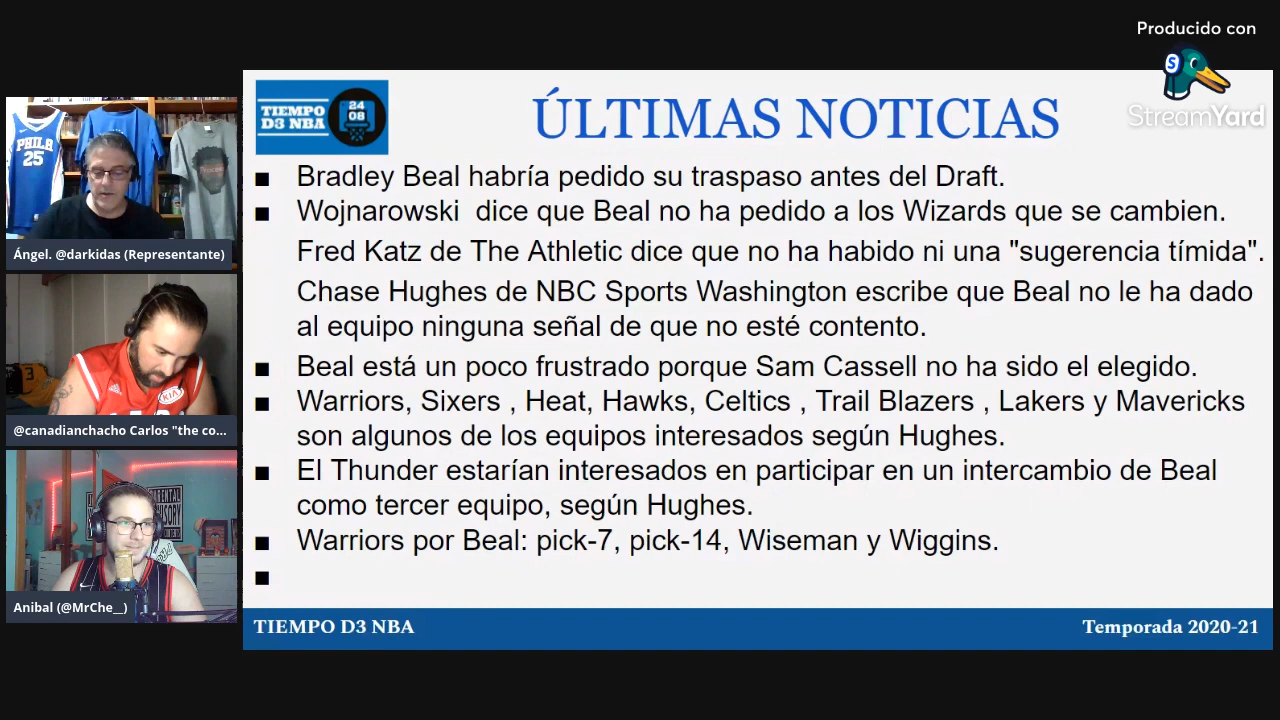 Producido con
StreamYard
TIEMPO
D3 NBA
24
08
ÚLTIMAS NOTICIAS
PHILA
25
Ángel. @darkidas (Representante)
3
KIA
@canadianchacho Carlos "the co...
Anibal (@MrChe__)
■ Bradley Beal habría pedido su traspaso antes del Draft.
■ Wojnarowski dice que Beal no ha pedido a los Wizards que se cambien.
Fred Katz de The Athletic dice que no ha habido ni una "sugerencia tímida".
Chase Hughes de NBC Sports Washington escribe que Beal no le ha dado
al equipo ninguna señal de que no esté contento.
■ Beal está un poco frustrado porque Sam Cassell no ha sido el elegido.
■ Warriors, Sixers , Heat, Hawks, Celtics , Trail Blazers , Lakers y Mavericks
son algunos de los equipos interesados según Hughes.
■ El Thunder estarían interesados en participar en un intercambio de Beal
como tercer equipo, según Hughes.
■ Warriors por Beal: pick-7, pick-14, Wiseman y Wiggins.
■
TIEMPO D3 NBA
Temporada 2020-21